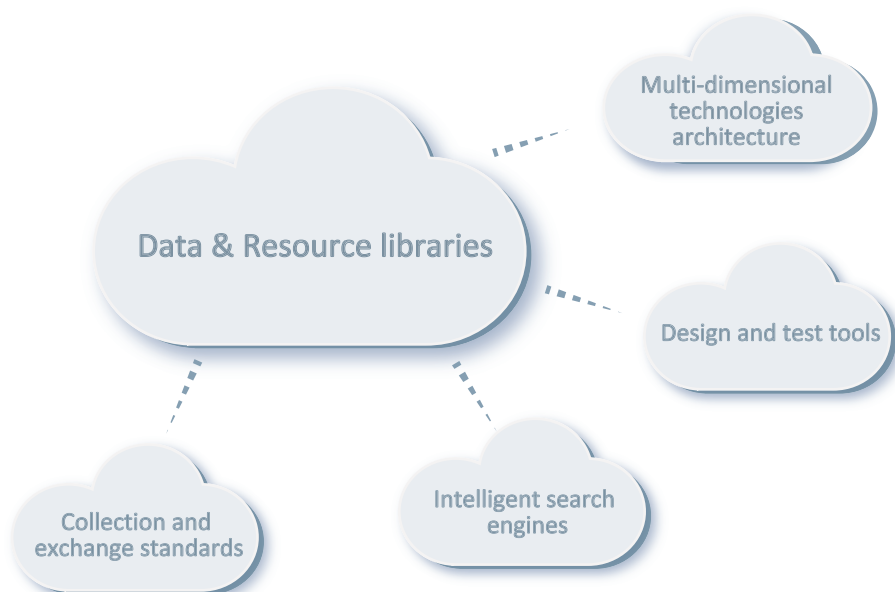 Multi-dimensional
technologies
architecture
Data & Resource libraries
Design and test tools
Intelligent search
engines
Collection and
exchange standards